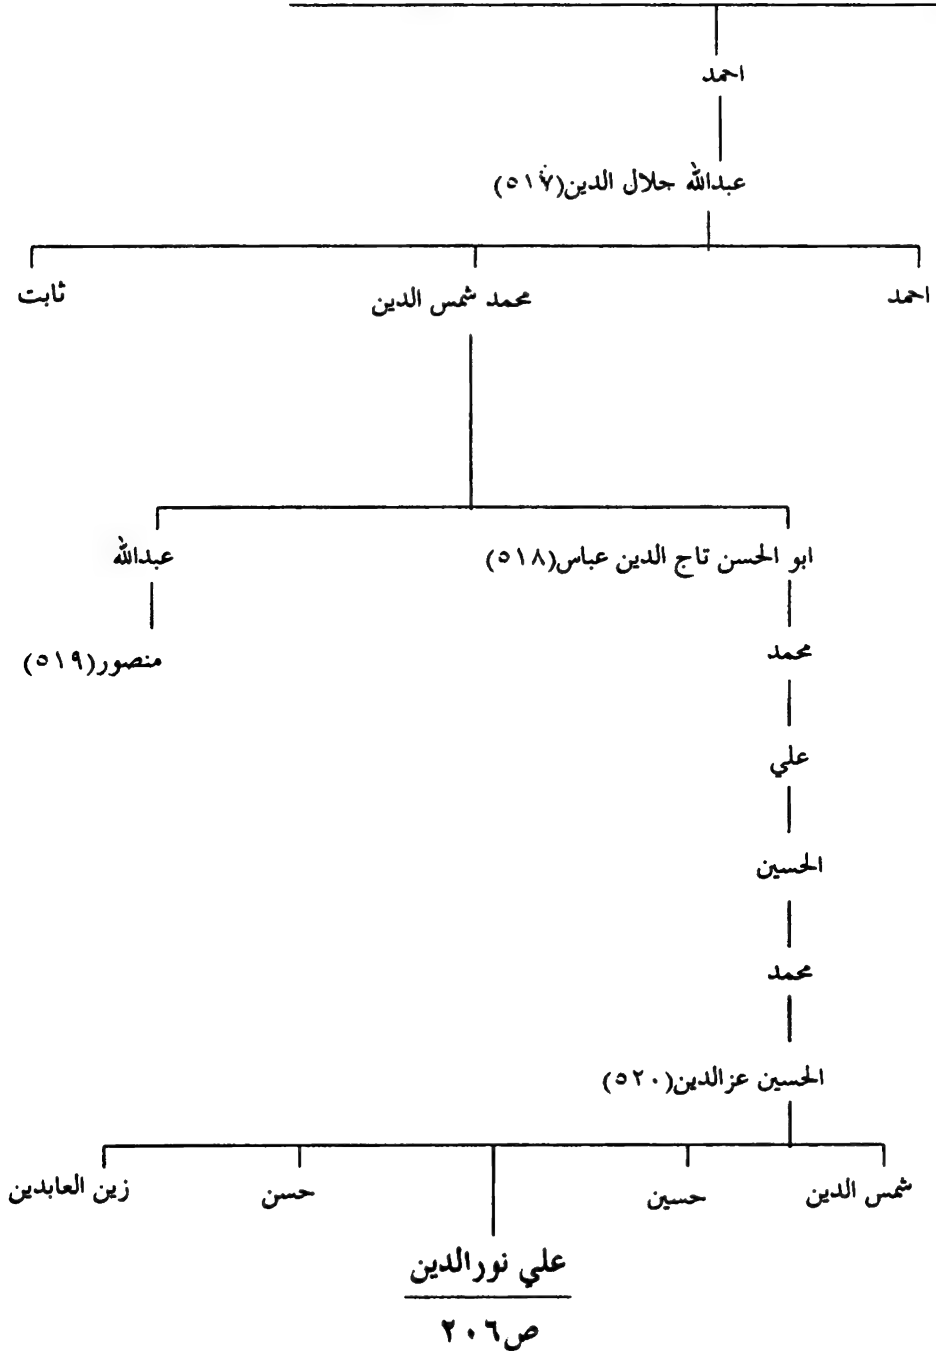 احمد
عبدالله جلال الدين(٥١٧)
احمد
محمد شمس الدين
ثابت
ابو الحسن تاج الدين عباس(٥١٨)
عبدالله
محمد
منصور(٥١٩)
علي
الحسين
محمد
الحسين عزالدين(٥٢٠)
شمس الدين
حسين
حسن
زين العابدين
علي نورالدين
ص٢٠٦